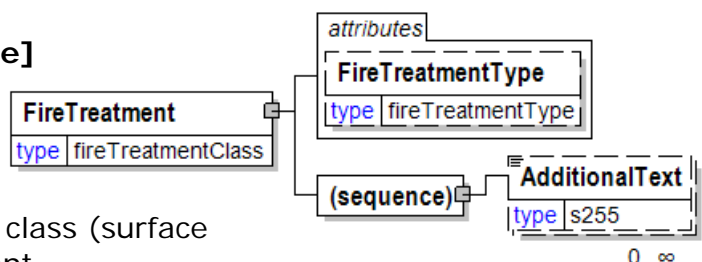 attributes
e]
FireTreatmentType
type fireTreatmentType
FireTreatment
type fireTreatmentClass
(sequence)
AdditionalText
type s255
0 ∞
class (surface